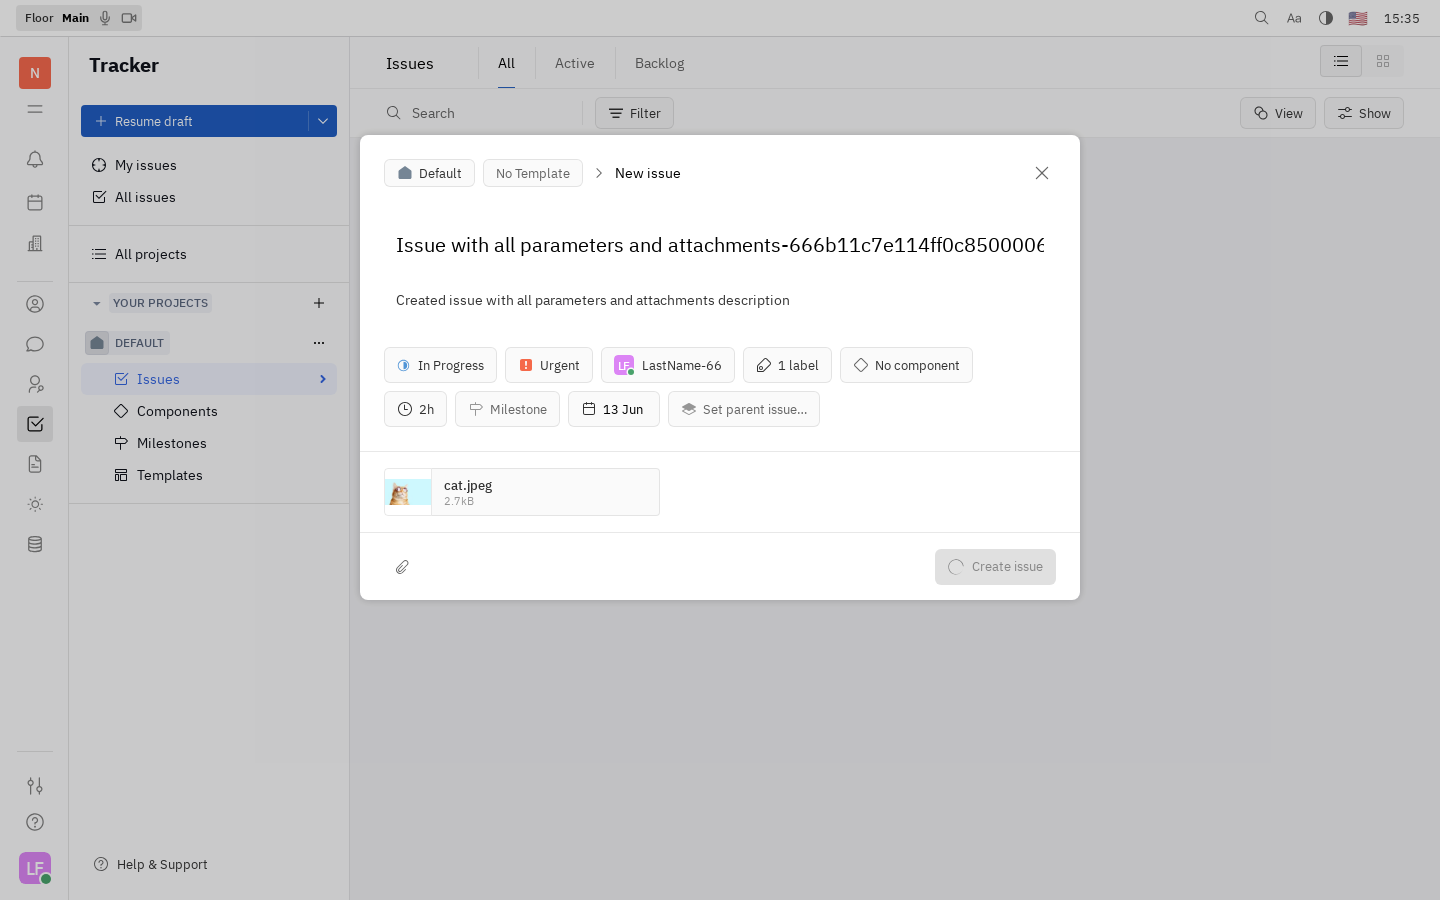 Floor Main
Aa
15:35
N
Tracker
Resume draft
My issues
All issues
All projects
YOUR PROJECTS
DEFAULT
Issues
Components
Milestones
Templates
Help & Support
LF
Issues
All
Active
Backlog
Search
Filter
View
Show
Default
No Template
New issue
Issue with all parameters and attachments-666b11c7e114ff0c8500006
Created issue with all parameters and attachments description
In Progress
Urgent
LF
LastName-66
1 label
No component
2h
Milestone
13 Jun
Set parent issue...
cat.jpeg
2.7kB
Create issue